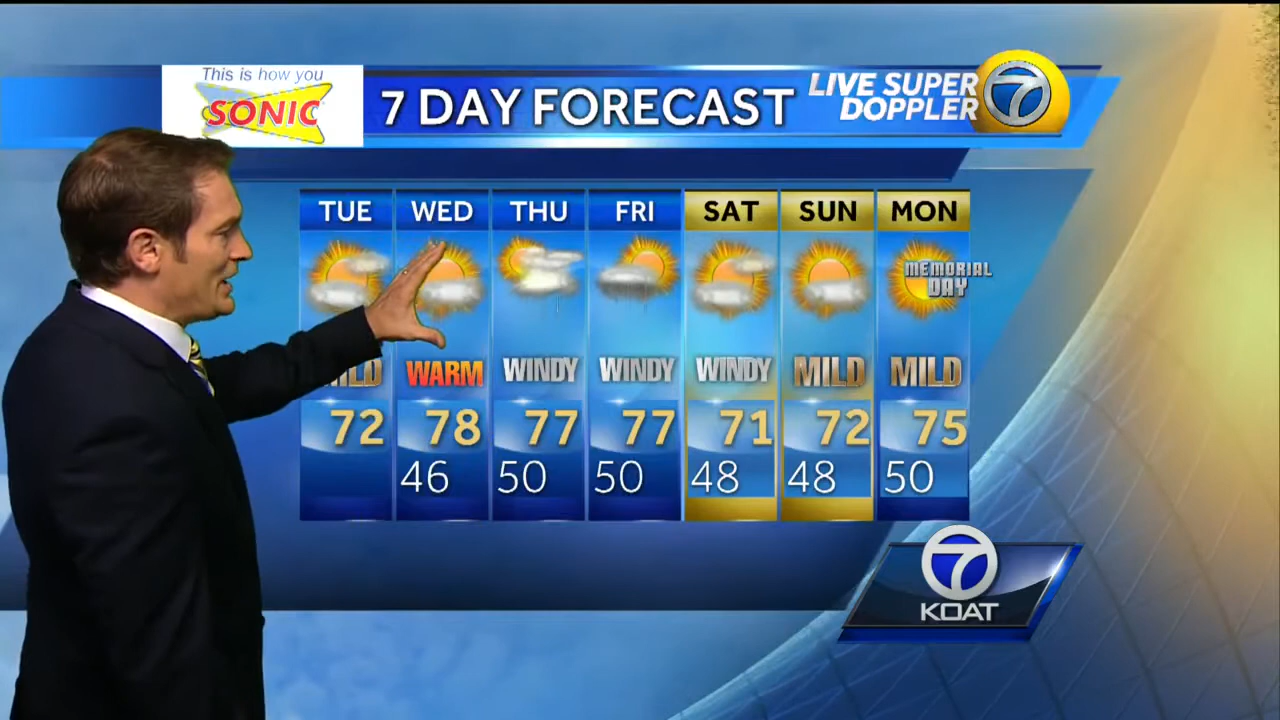 This is how you
SONIC
7 DAY FORECAST
LIVE SUPER
DOPPLER
7
TUE WED THU FRI SAT SUN MON
MEMORIAL
DAY
MILD WARM WINDY WINDY WINDY MILD MILD
72 78 77 77 71 72 75
46 50 50 48 48 50
7
KOAT